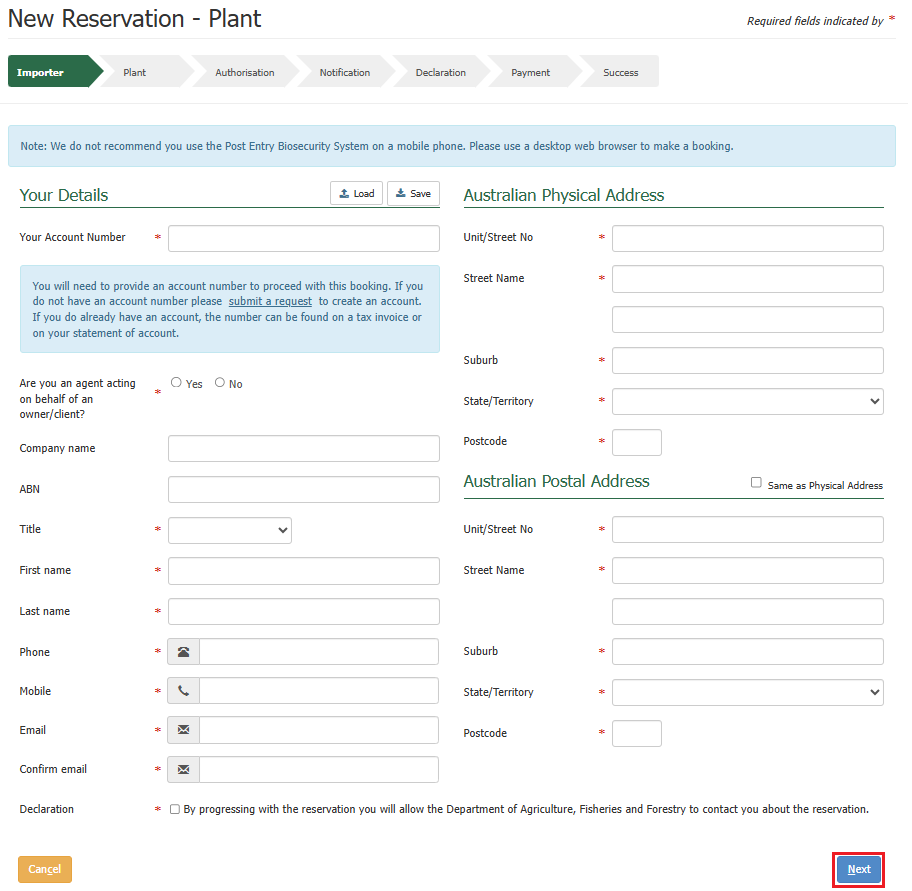 New Reservation - Plant
Required fields indicated by *
Importer
Plant
Authorisation
Notification
Declaration
Payment
Success
Note: We do not recommend you use the Post Entry Biosecurity System on a mobile phone. Please use a desktop web browser to make a booking.
Your Details
Load
Save
Your Account Number *
You will need to provide an account number to proceed with this booking. If you
do not have an account number please submit a request to create an account.
If you do already have an account, the number can be found on a tax invoice or
on your statement of account.
Are you an agent acting
on behalf of an
owner/client?
*
Yes
No
Company name
ABN
Title *
First name *
Last name *
Phone *
Mobile *
Email *
Confirm email *
Australian Physical Address
Unit/Street No *
Street Name *
Suburb *
State/Territory *
Postcode *
Australian Postal Address
Same as Physical Address
Unit/Street No *
Street Name *
Suburb *
State/Territory *
Postcode *
Declaration * By progressing with the reservation you will allow the Department of Agriculture, Fisheries and Forestry to contact you about the reservation.
Cancel
Next